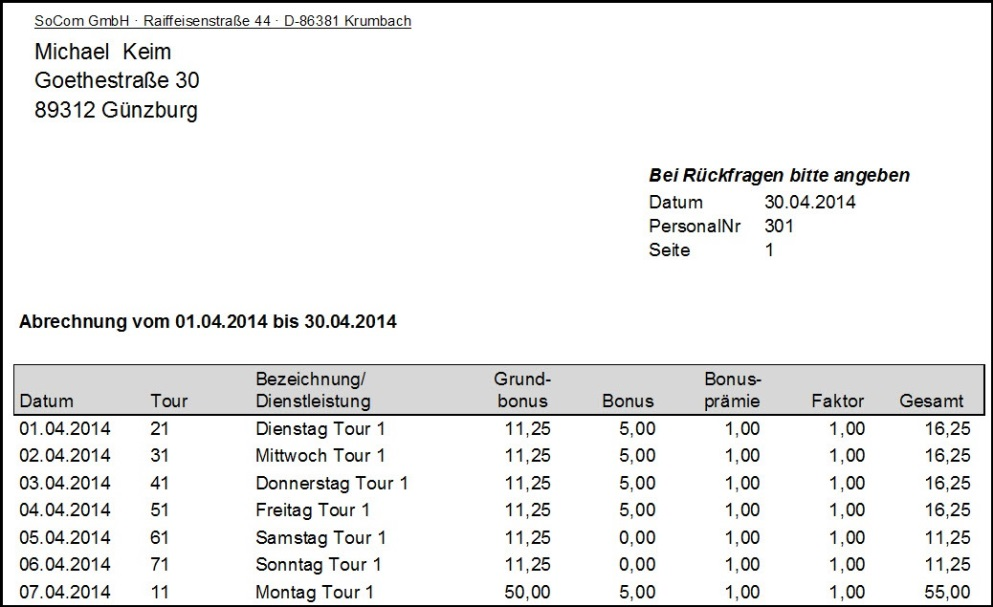 SoCom GmbH · Raiffeisenstraße 44 · D-86381 Krumbach
Michael Keim
Goethestraße 30
89312 Günzburg
Bei Rückfragen bitte angeben
Datum 30.04.2014
PersonalNr 301
Seite 1
Abrechnung vom 01.04.2014 bis 30.04.2014
Bezeichnung/ Grund- Bonus-
Datum Tour Dienstleistung bonus Bonus prämie Faktor Gesamt
01.04.2014 21 Dienstag Tour 1 11,25 5,00 1,00 1,00 16,25
02.04.2014 31 Mittwoch Tour 1 11,25 5,00 1,00 1,00 16,25
03.04.2014 41 Donnerstag Tour 1 11,25 5,00 1,00 1,00 16,25
04.04.2014 51 Freitag Tour 1 11,25 5,00 1,00 1,00 16,25
05.04.2014 61 Samstag Tour 1 11,25 0,00 1,00 1,00 11,25
06.04.2014 71 Sonntag Tour 1 11,25 0,00 1,00 1,00 11,25
07.04.2014 11 Montag Tour 1 50,00 5,00 1,00 1,00 55,00